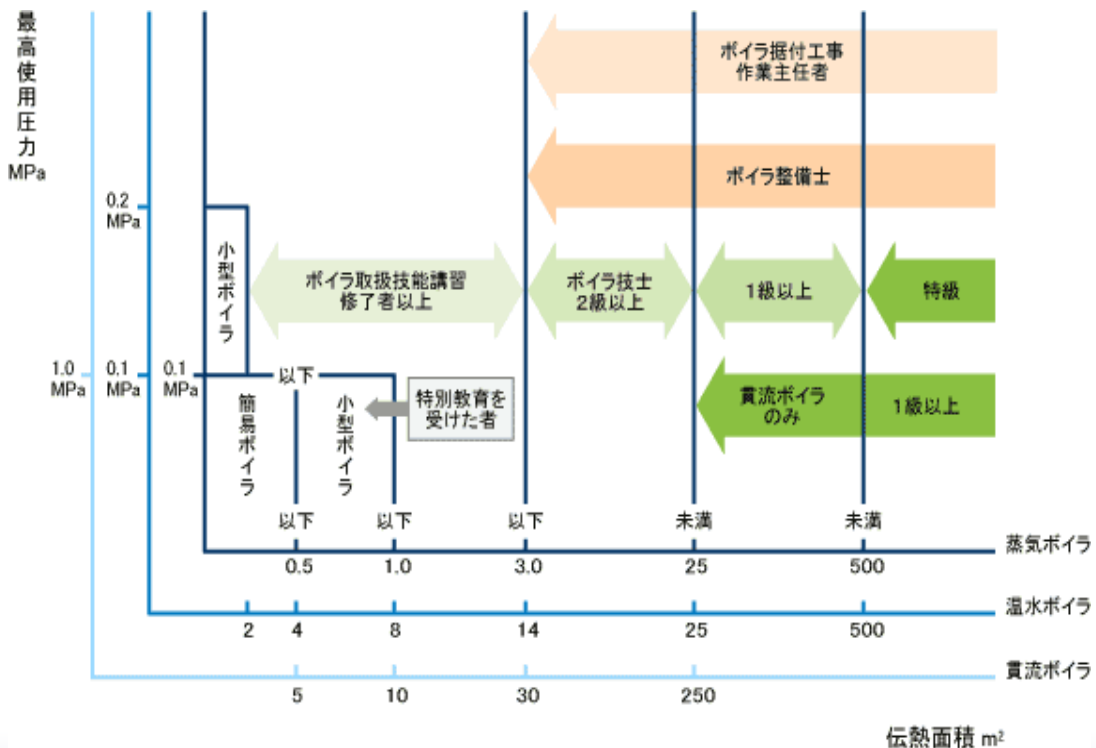 最高使用圧力
MPa
ボイラ据付工事
作業主任者
ボイラ整備士
0.2
MPa
小型ボイラ
ボイラ取扱技能講習
修了者以上
ボイラ技士
2級以上
1級以上
特級
1.0
MPa
0.1
MPa
0.1
MPa
以下
簡易ボイラ
小型ボイラ
特別教育を
受けた者
貫流ボイラ
のみ
1級以上
以下
以下
以下
未満
未満
蒸気ボイラ
0.5
1.0
3.0
25
500
温水ボイラ
2
4
8
14
25
500
貫流ボイラ
5
10
30
250
伝熱面積 m²